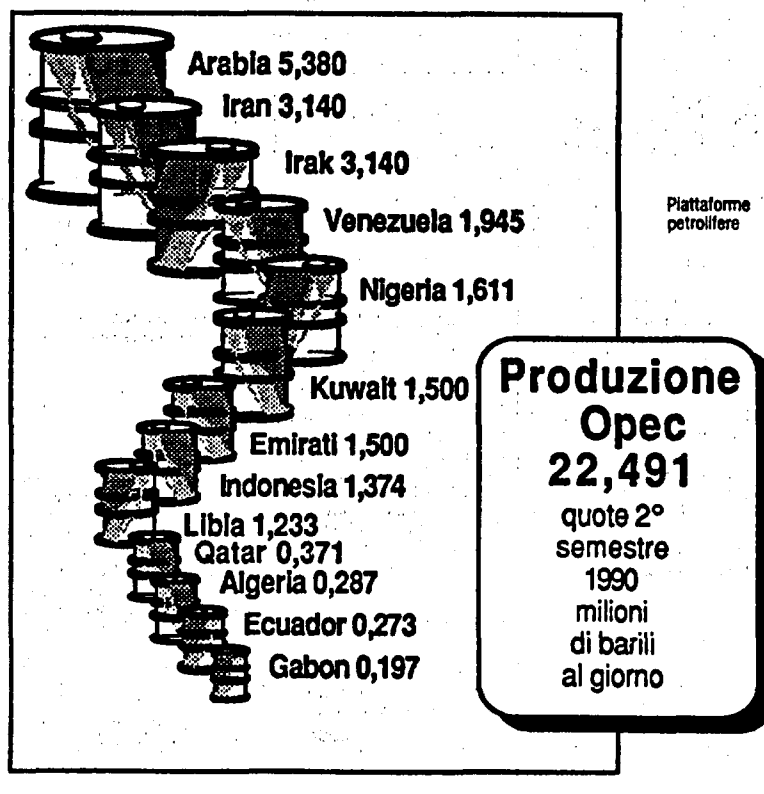 Arabia 5,380
Iran 3,140
Irak 3,140
Venezuela 1,945
Nigeria 1,611
Kuwait 1,500
Emirati 1,500
Indonesia 1,374
Libia 1,233
Qatar 0,371
Algeria 0,287
Ecuador 0,273
Gabon 0,197
Piattaforme
petrolifere
Produzione
Opec
22,491
quote 2°
semestre
1990
milioni
di barili
al giorno